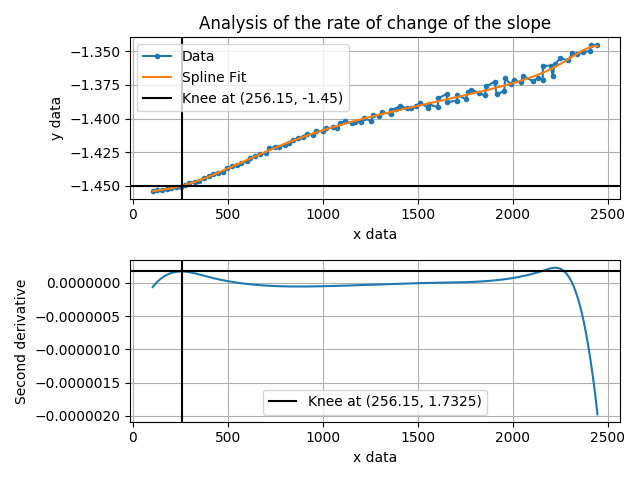 Analysis of the rate of change of the slope
−1.350
−1.375
−1.400
−1.425
−1.450
y data
Data
Spline Fit
Knee at (256.15, -1.45)
0 500 1000 1500 2000 2500
x data
0.0000000
−0.0000005
−0.0000010
−0.0000015
−0.0000020
Second derivative
Knee at (256.15, 1.7325)
0 500 1000 1500 2000 2500
x data